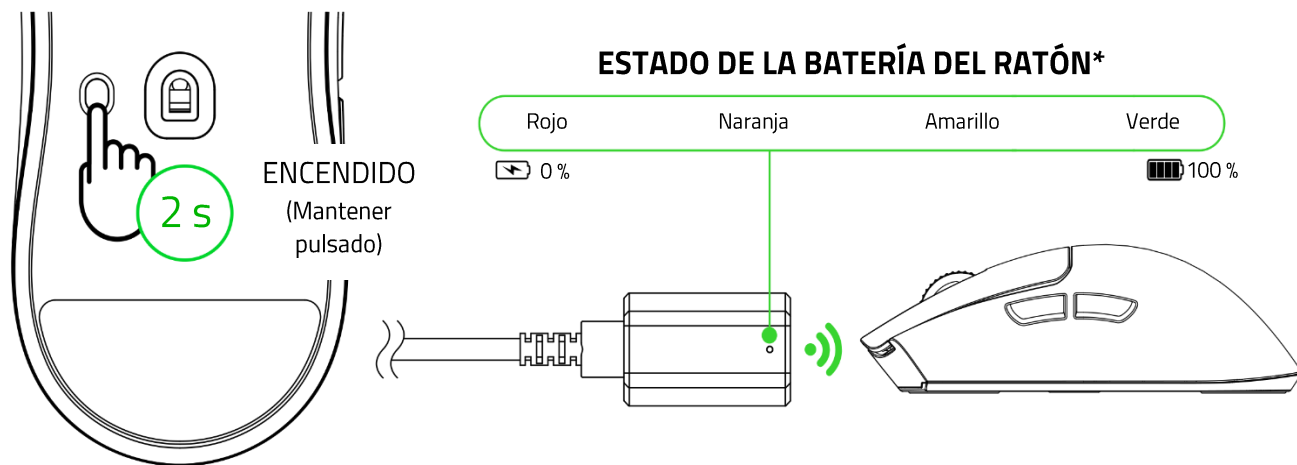 ESTADO DE LA BATERÍA DEL RATÓN*
Rojo Naranja Amarillo Verde
0 % 100 %
ENCENDIDO
(Mantener
pulsado)
2 s